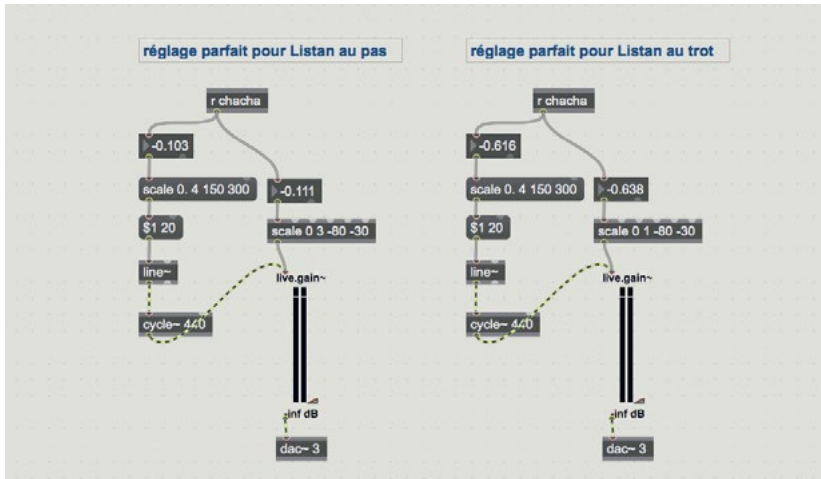 réglage parfait pour Listan au pas
r chacha
-0.103
-0.111
scale 0. 4 150 300
$1 20
scale 0 3 -80 -30
line~
live.gain~
cycle~ 440
-inf dB
dac~ 3
réglage parfait pour Listan au trot
r chacha
-0.616
-0.638
scale 0. 4 150 300
$1 20
scale 0 1 -80 -30
line~
live.gain~
cycle~ 440
-inf dB
dac~ 3